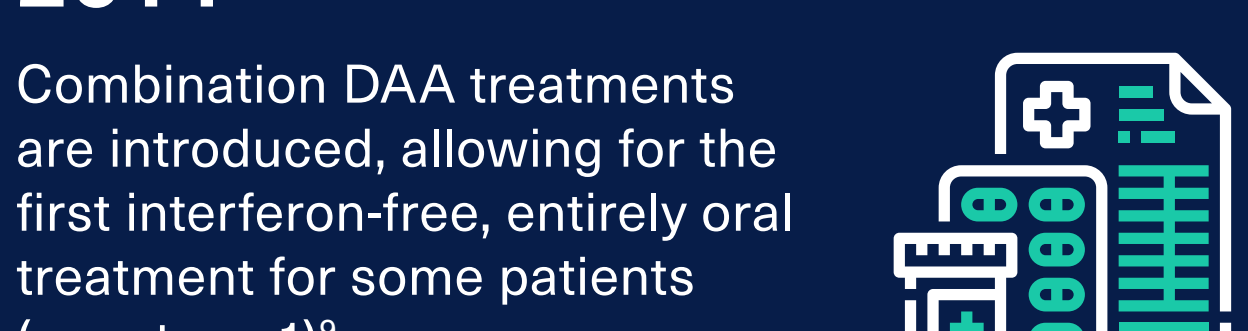 Combination DAA treatments
are introduced, allowing for the
first interferon-free, entirely oral
treatment for some patients